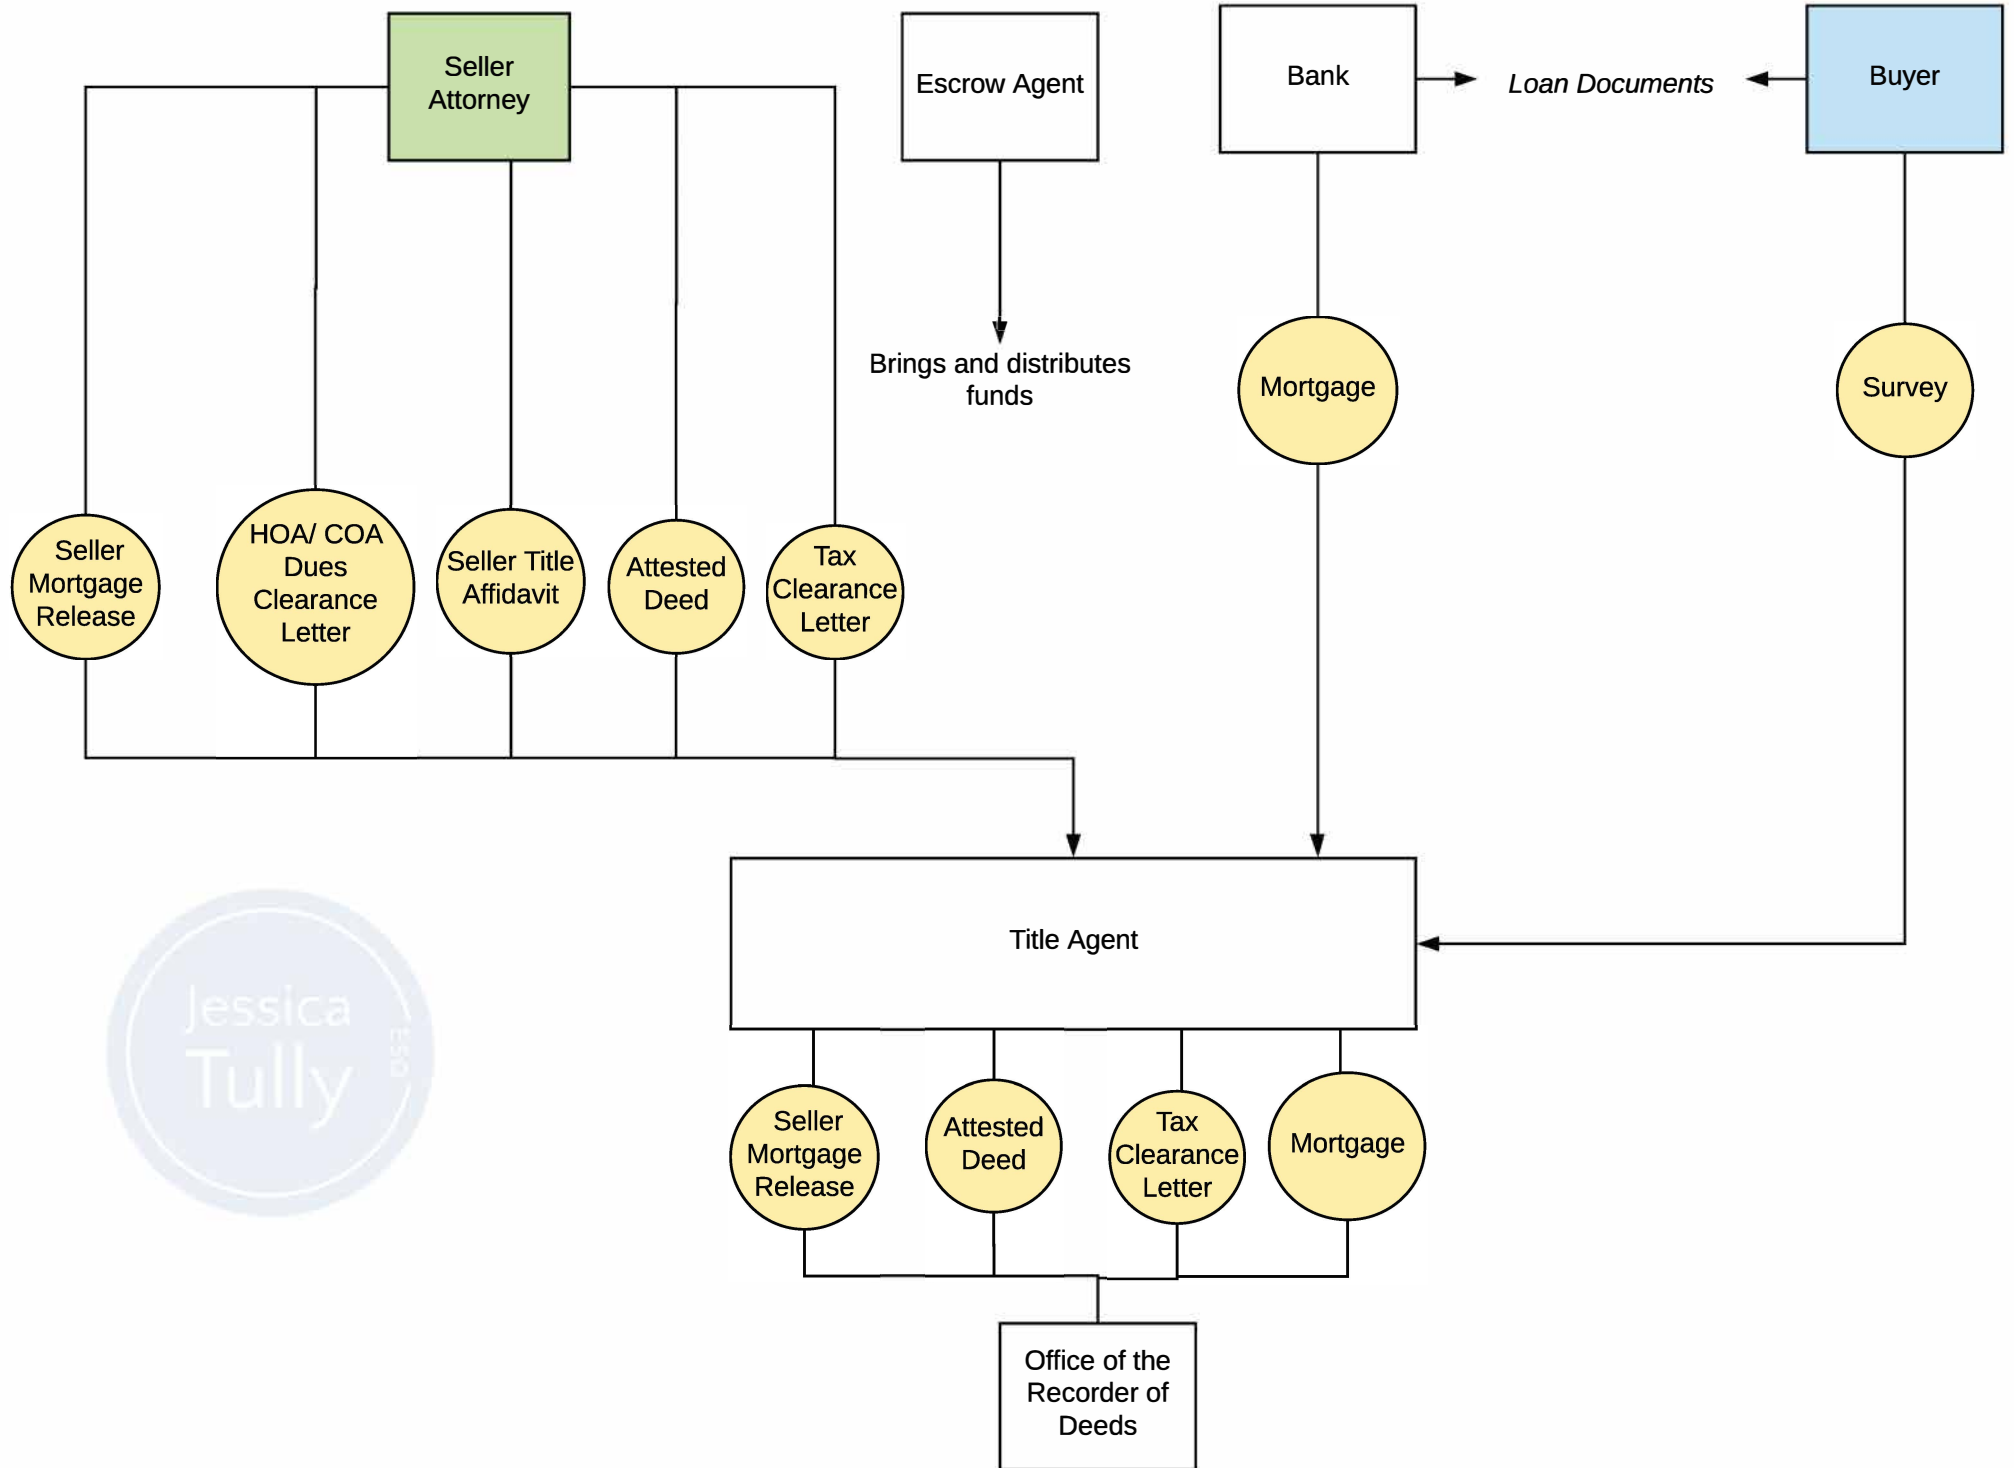 Seller
Attorney
Escrow Agent
Bank
Loan Documents
Buyer
Brings and distributes
funds
Mortgage
Survey
Seller
Mortgage
Release
HOA/ COA
Dues
Clearance
Letter
Seller Title
Affidavit
Attested
Deed
Tax
Clearance
Letter
Title Agent
Jessica
Tully
ESQ
Seller
Mortgage
Release
Attested
Deed
Tax
Clearance
Letter
Mortgage
Office of the
Recorder of
Deeds